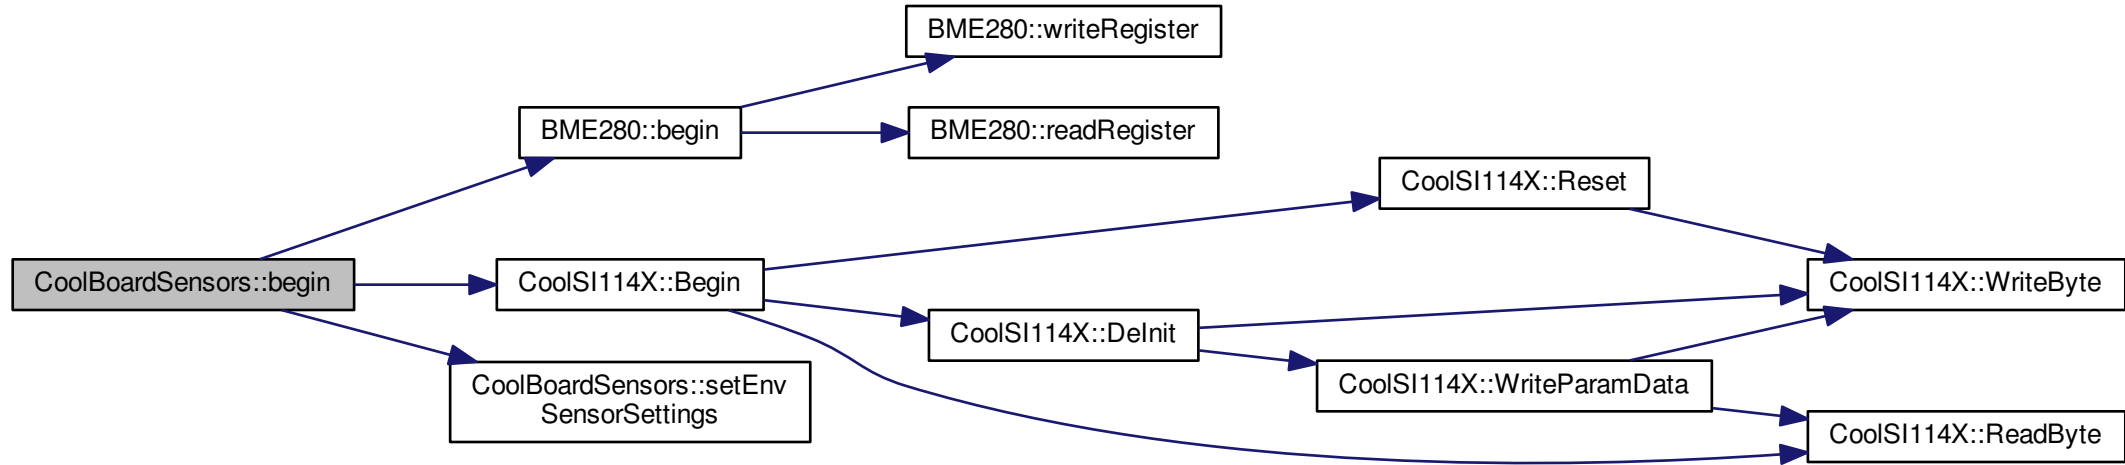 BME280::writeRegister
BME280::begin
BME280::readRegister
CoolSI114X::Reset
CoolBoardSensors::begin
CoolSI114X::Begin
CoolSI114X::WriteByte
CoolSI114X::DeInit
CoolBoardSensors::setEnv
SensorSettings
CoolSI114X::WriteParamData
CoolSI114X::ReadByte